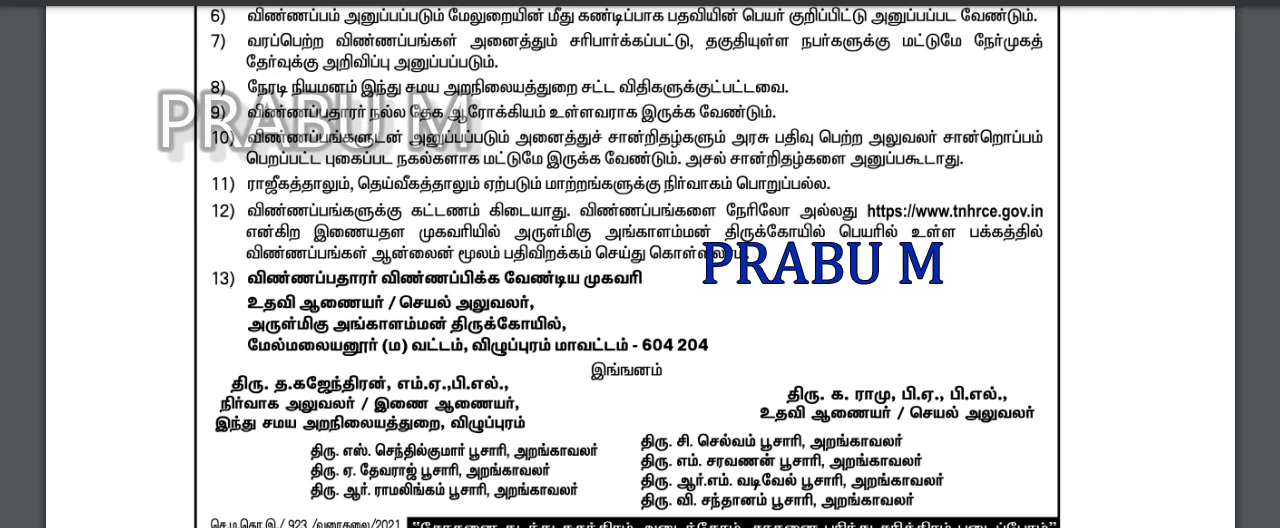 6) விண்ணப்பம் அனுப்பப்படும் மேலுறையின் மீது கண்டிப்பாக பதவியின் பெயர் குறிப்பிட்டு அனுப்பப்பட வேண்டும்.
7) வரப்பெற்ற விண்ணப்பங்கள் அனைத்தும் சரிபார்க்கப்பட்டு, தகுதியுள்ள நபர்களுக்கு மட்டுமே நேர்முகத்
தேர்வுக்கு அறிவிப்பு அனுப்பப்படும்.
8) நேரடி நியமனம் இந்து சமய அறநிலையத்துறை சட்ட விதிகளுக்குட்பட்டவை.
PRABU M
9) விண்ணப்பதாரர் நல்ல தேக ஆரோக்கியம் உள்ளவராக இருக்க வேண்டும்.
10) விண்ணப்பங்களுடன் அனுப்பப்படும் அனைத்துச் சான்றிதழ்களும் அரசு பதிவு பெற்ற அலுவலர் சான்றொப்பம்
பெறப்பட்ட புகைப்பட நகல்களாக மட்டுமே இருக்க வேண்டும். அசல் சான்றிதழ்களை அனுப்பகூடாது.
11) ராஜீகத்தாலும், தெய்வீகத்தாலும் ஏற்படும் மாற்றங்களுக்கு நிர்வாகம் பொறுப்பல்ல.
12) விண்ணப்பங்களுக்கு கட்டணம் கிடையாது. விண்ணப்பங்களை நேரிலோ அல்லது https://www.tnhrce.gov.in
என்கிற இணையதள முகவரியில் அருள்மிகு அங்காளம்மன் திருக்கோயில் பெயரில் உள்ள பக்கத்தில்
விண்ணப்பங்கள் ஆன்லைன் மூலம் பதிவிறக்கம் செய்து கொள்ளலாம்.
PRABU M
13) விண்ணப்பதாரர் விண்ணப்பிக்க வேண்டிய முகவரி
உதவி ஆணையர் / செயல் அலுவலர்,
அருள்மிகு அங்காளம்மன் திருக்கோயில்,
மேல்மலையனூர் (ம) வட்டம், விழுப்புரம் மாவட்டம் - 604 204
இங்ஙனம்
திரு. த.கஜேந்திரன், எம்.ஏ.,பி.எல்.,
நிர்வாக அலுவலர் / இணை ஆணையர்,
இந்து சமய அறநிலையத்துறை, விழுப்புரம்
திரு. க. ராமு, பி.ஏ., பி.எல்.,
உதவி ஆணையர் / செயல் அலுவலர்
திரு. எஸ். செந்தில்குமார் பூசாரி, அறங்காவலர்
திரு. ஏ. தேவராஜ் பூசாரி, அறங்காவலர்
திரு. ஆர். ராமலிங்கம் பூசாரி, அறங்காவலர்
திரு. சி. செல்வம் பூசாரி, அறங்காவலர்
திரு. எம். சரவணன் பூசாரி, அறங்காவலர்
திரு. ஆர்.எம். வடிவேல் பூசாரி, அறங்காவலர்
திரு. வி. சந்தானம் பூசாரி, அறங்காவலர்
செ.ம.தொ.இ./ 923 /வரைகலை/2021